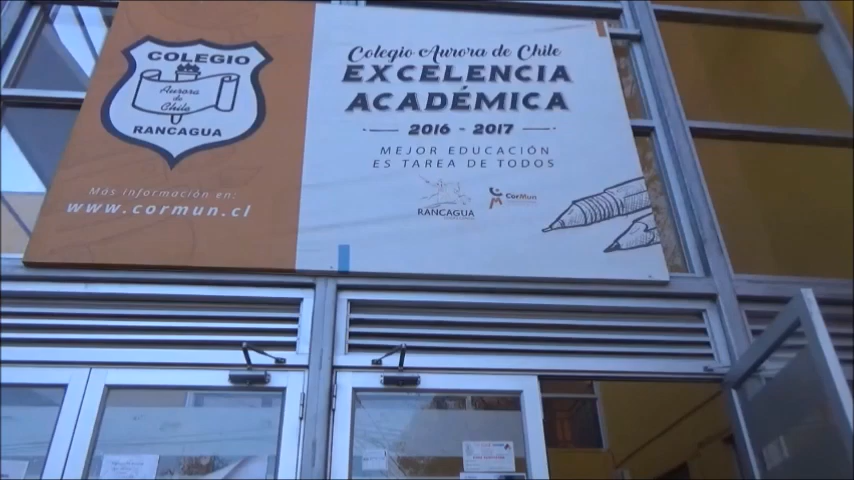 COLEGIO
Aurora
de
Chile
RANCAGUA
Más información en:
www.cormun.cl
Colegio Aurora de Chile
EXCELENCIA
ACADÉMICA
2016 - 2017
MEJOR EDUCACIÓN
ES TAREA DE TODOS
RANCAGUA
CorMun